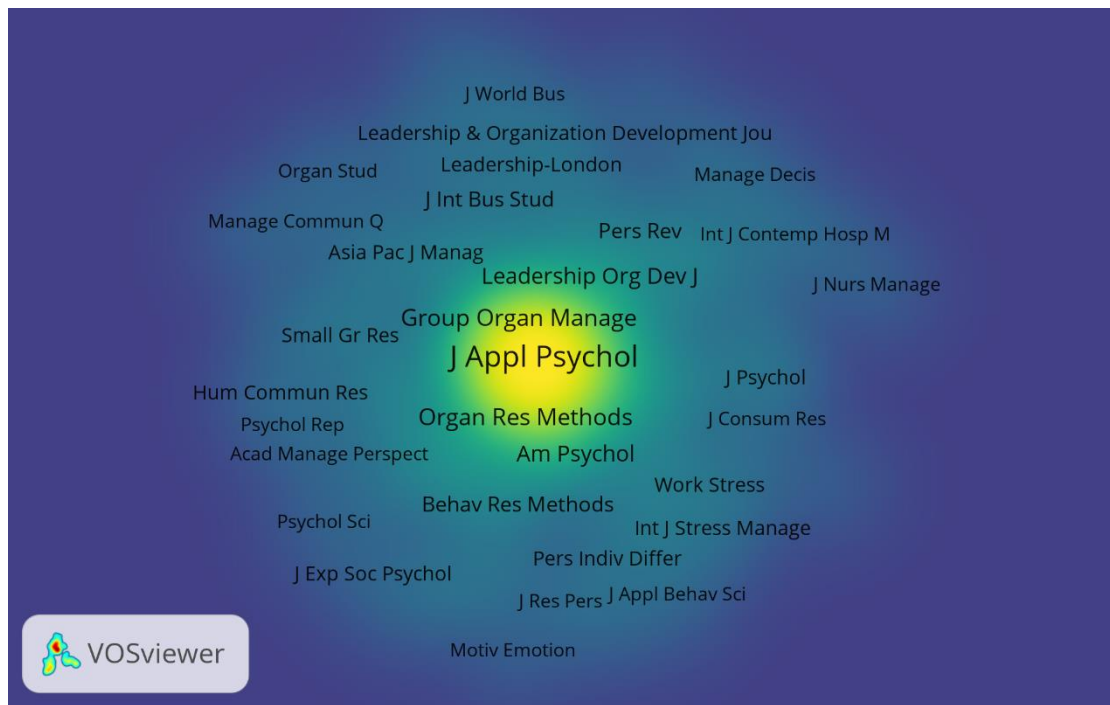 J World Bus
Leadership & Organization Development Jou
Leadership-London
Organ Stud
Manage Decis
J Int Bus Stud
Manage Commun Q
Pers Rev
Int J Contemp Hosp M
Asia Pac J Manag
Leadership Org Dev J
J Nurs Manage
Group Organ Manage
Small Gr Res
J Appl Psychol
J Psychol
Hum Commun Res
Organ Res Methods
J Consum Res
Psychol Rep
Acad Manage Perspect
Am Psychol
Work Stress
Behav Res Methods
Psychol Sci
Int J Stress Manage
Pers Indiv Differ
J Exp Soc Psychol
J Res Pers
J Appl Behav Sci
Motiv Emotion
VOSviewer